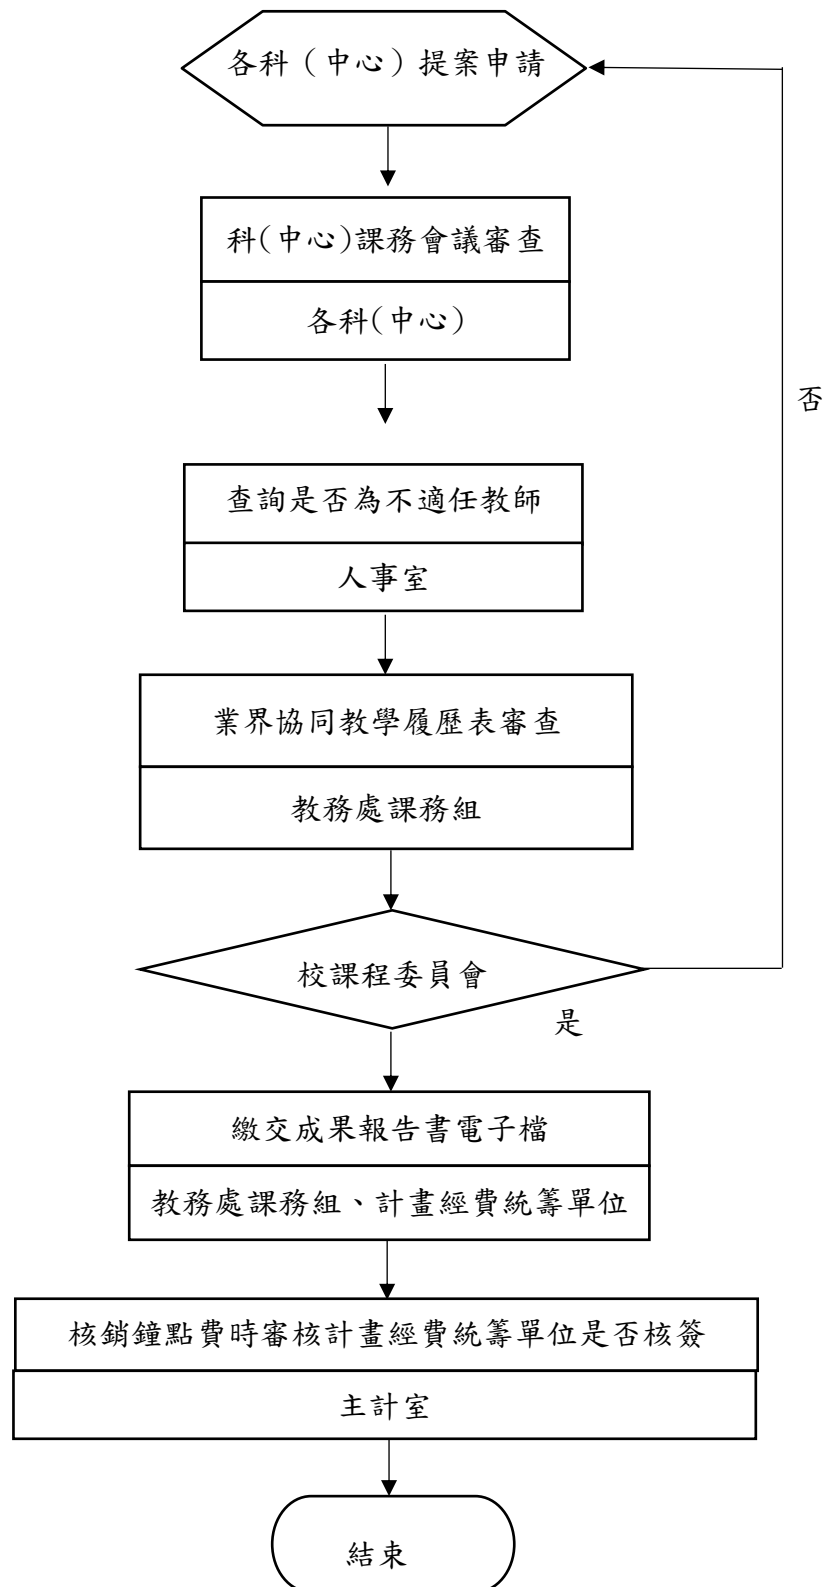 各科（中心）提案申請
科(中心)課務會議審查
各科(中心)
否
查詢是否為不適任教師
人事室
業界協同教學履歷表審查
教務處課務組
校課程委員會
是
繳交成果報告書電子檔
教務處課務組、計畫經費統籌單位
核銷鐘點費時審核計畫經費統籌單位是否核簽
主計室
結束